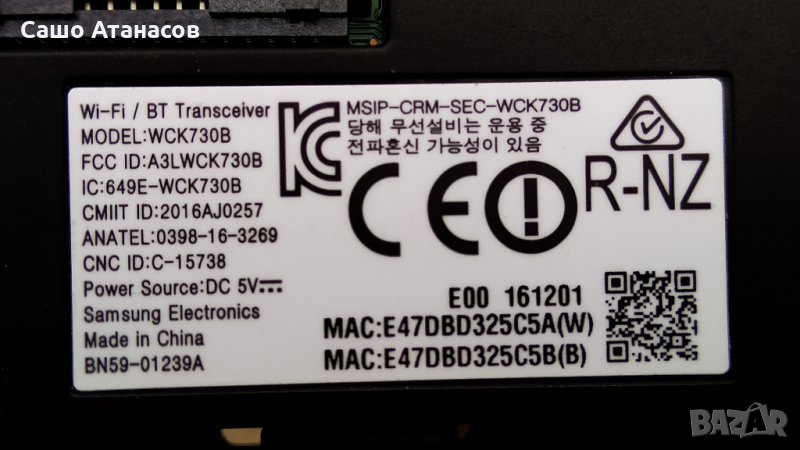 Сашо Атанасов
Wi-Fi / BT Transceiver
MODEL:WCK730B
FCC ID:A3LWCK730B
IC:649E-WCK730B
CMIIT ID:2016AJ0257
ANATEL:0398-16-3269
CNC ID:C-15738
Power Source:DC 5V
Samsung Electronics
Made in China
BN59-01239A
MSIP-CRM-SEC-WCK730B
당해 무선설비는 운용 중
전파혼신 가능성이 있음
CE
R-NZ
E00 161201
MAC:E47DBD325C5A(W)
MAC:E47DBD325C5B(B)
BAZAR